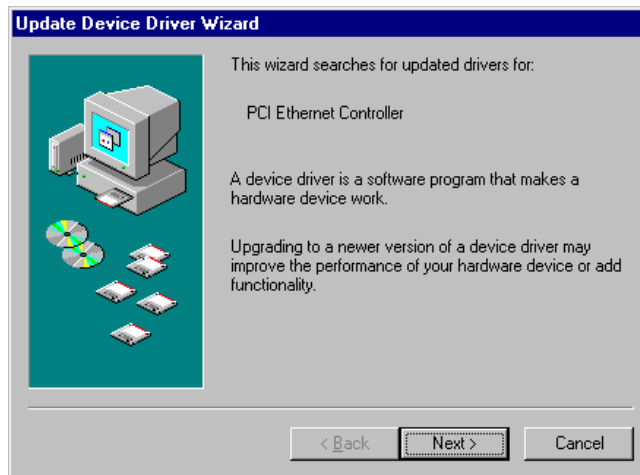 Update Device Driver Wizard
This wizard searches for updated drivers for:
PCI Ethernet Controller
A device driver is a software program that makes a
hardware device work.
Upgrading to a newer version of a device driver may
improve the performance of your hardware device or add
functionality.
< Back
Next >
Cancel